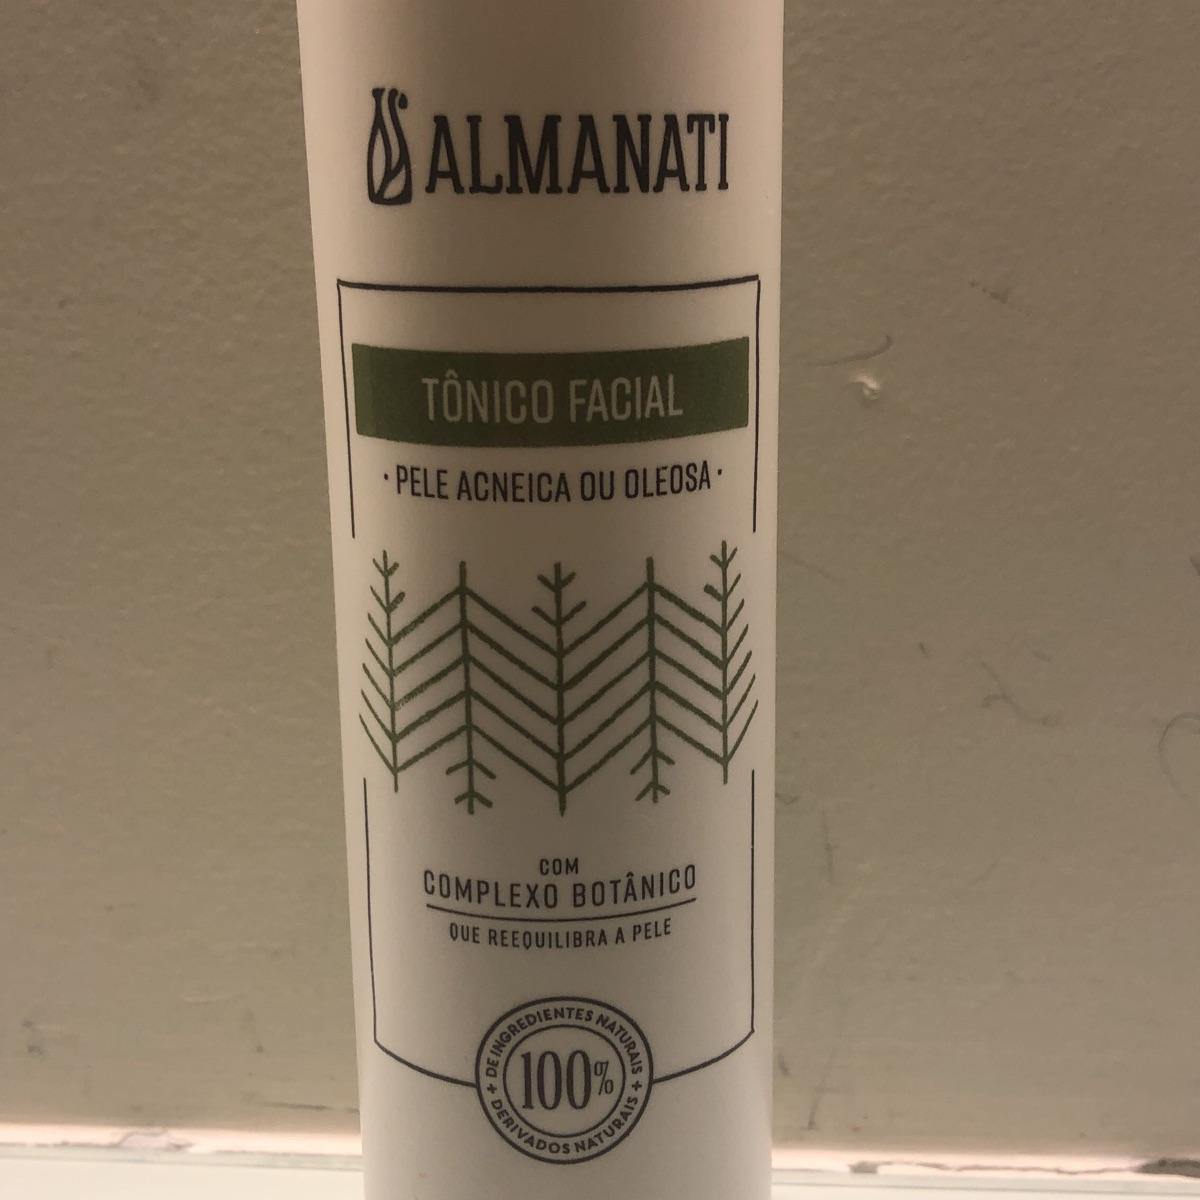 ALMANATI
TÔNICO FACIAL
· PELE ACNEICA OU OLEOSA ·
COM
COMPLEXO BOTÂNICO
QUE REEQUILIBRA A PELE
+ DE INGREDIENTES NATURAIS +
100%
DERIVADOS NATURAIS